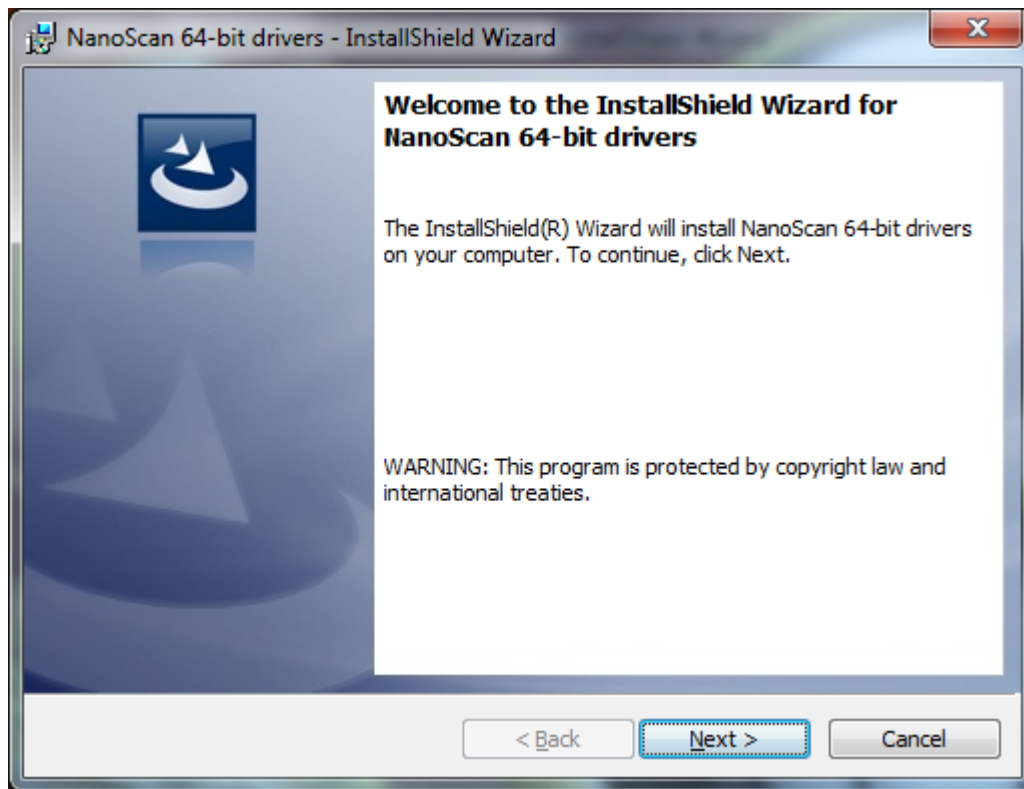 NanoScan 64-bit drivers - InstallShield Wizard
Welcome to the InstallShield Wizard for
NanoScan 64-bit drivers
The InstallShield(R) Wizard will install NanoScan 64-bit drivers
on your computer. To continue, click Next.
WARNING: This program is protected by copyright law and
international treaties.
< Back Next > Cancel